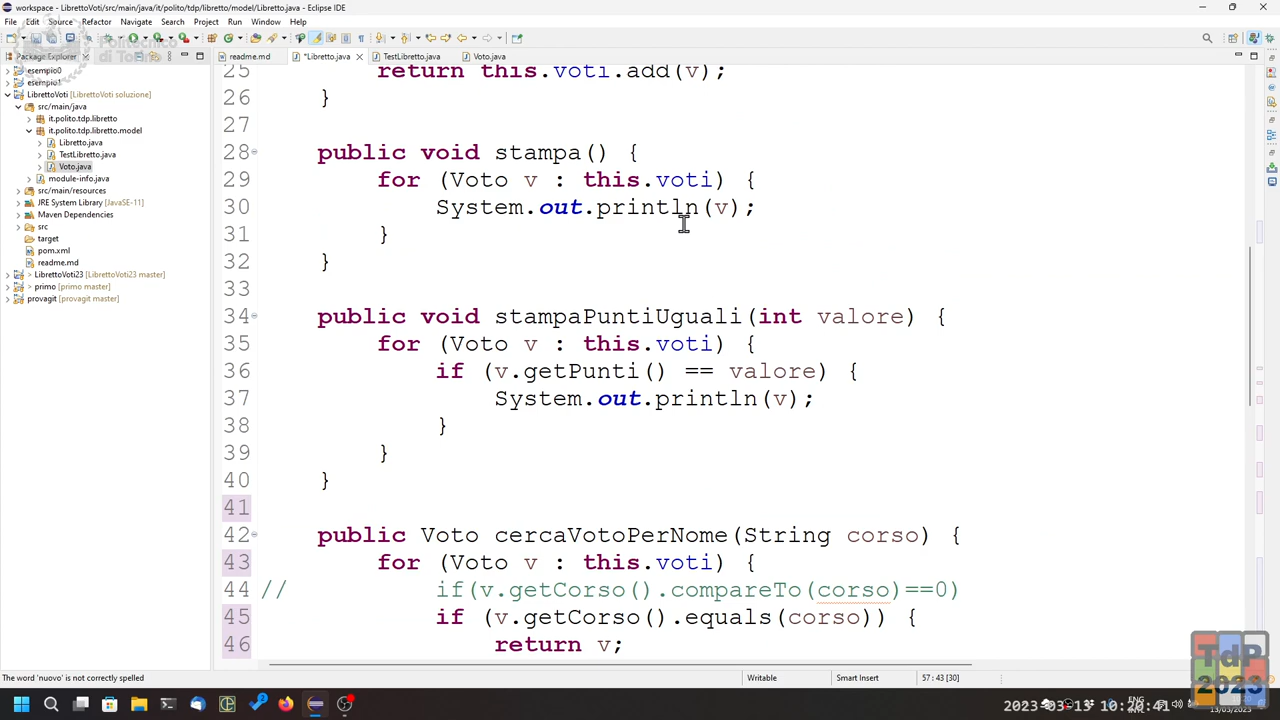 workspace - LibrettoVoti/src/main/java/it/polito/tdp/libretto/model/Libretto.java - Eclipse IDE
File Edit Source Refactor Navigate Search Project Run Window Help
Politecnico
di Torino
Package Explorer
readme.md
*Libretto.java
TestLibretto.java
Voto.java
esempio0
esempio1
LibrettoVoti (LibrettoVoti soluzione)
src/main/java
it.polito.tdp.libretto
it.polito.tdp.libretto.model
Libretto.java
TestLibretto.java
Voto.java
module-info.java
src/main/resources
JRE System Library [JavaSE-11]
Maven Dependencies
src
target
pom.xml
readme.md
> LibrettoVoti23 [LibrettoVoti23 master]
> primo [primo master]
provagit [provagit master]
25 return this.voti.add(v);
26 }
27
28 public void stampa() {
29 for (Voto v : this.voti) {
30 System.out.println(v);
31 }
32 }
33
34 public void stampaPuntiUguali(int valore) {
35 for (Voto v : this.voti) {
36 if (v.getPunti() == valore) {
37 System.out.println(v);
38 }
39 }
40 }
41
42 public Voto cercaVotoPerNome(String corso) {
43 for (Voto v : this.voti) {
44 // if(v.getCorso().compareTo(corso)==0)
45 if (v.getCorso().equals(corso)) {
46 return v;
The word 'nuovo' is not correctly spelled
Writable
Smart Insert
57 : 43 [30]
TdP
2023
ENG